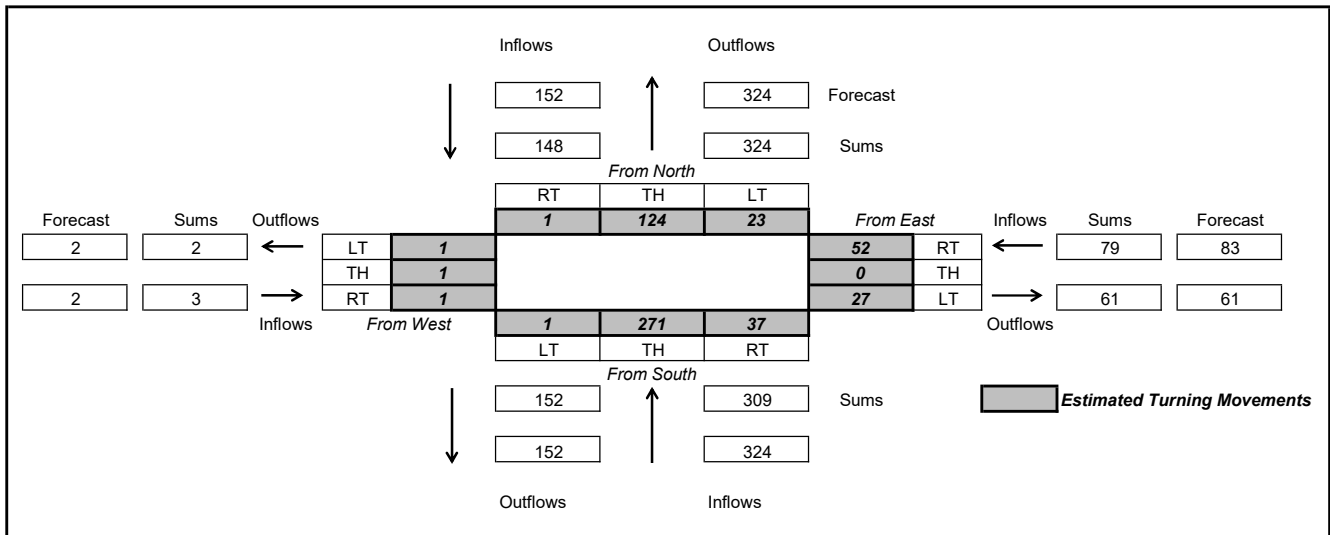 Inflows Outflows
152 324 Forecast
148 324 Sums
From North
RT TH LT
Forecast Sums Outflows 1 124 23 From East Inflows Sums Forecast
2 2 LT 1 52 RT 79 83
TH 1 0 TH
2 3 RT 1 27 LT 61 61
Inflows From West 1 271 37 Outflows
LT TH RT
From South
152 309 Sums Estimated Turning Movements
152 324
Outflows Inflows